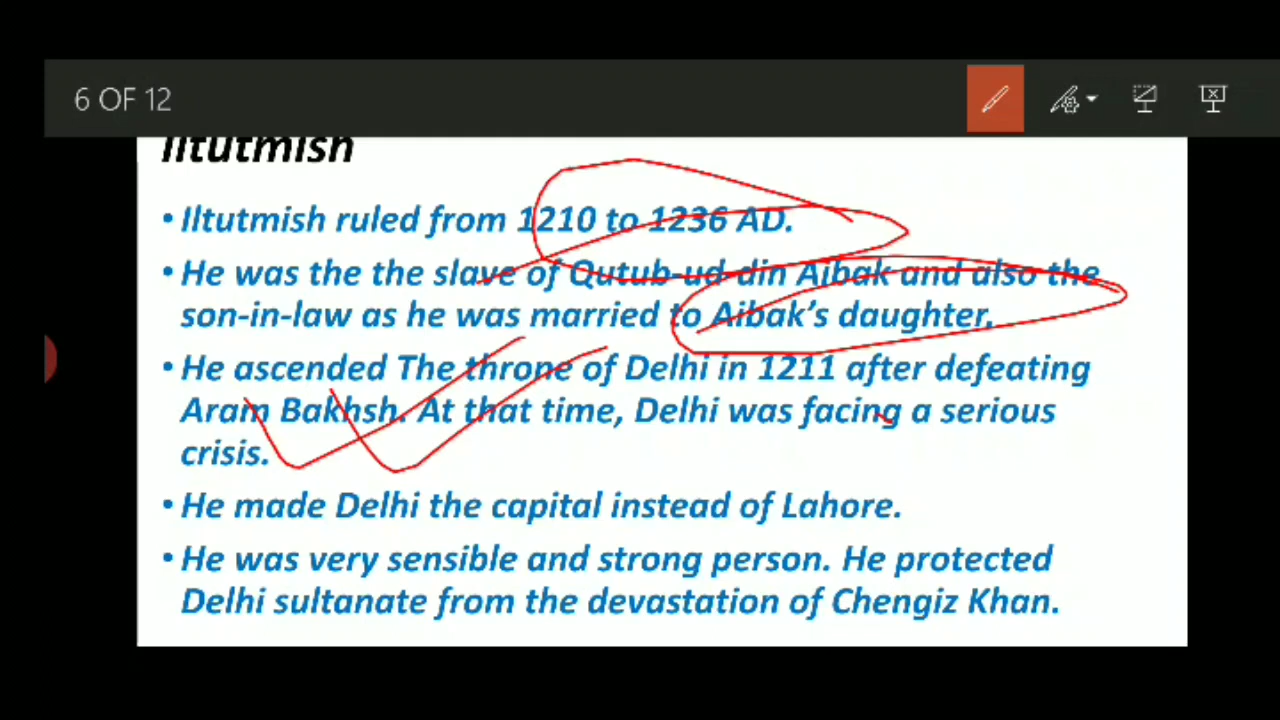 6 OF 12
Iltutmish
• Iltutmish ruled from 1210 to 1236 AD.
• He was the the slave of Qutub-ud-din Aibak and also the
son-in-law as he was married to Aibak's daughter.
• He ascended The throne of Delhi in 1211 after defeating
Aram Bakhsh. At that time, Delhi was facing a serious
crisis.
• He made Delhi the capital instead of Lahore.
• He was very sensible and strong person. He protected
Delhi sultanate from the devastation of Chengiz Khan.